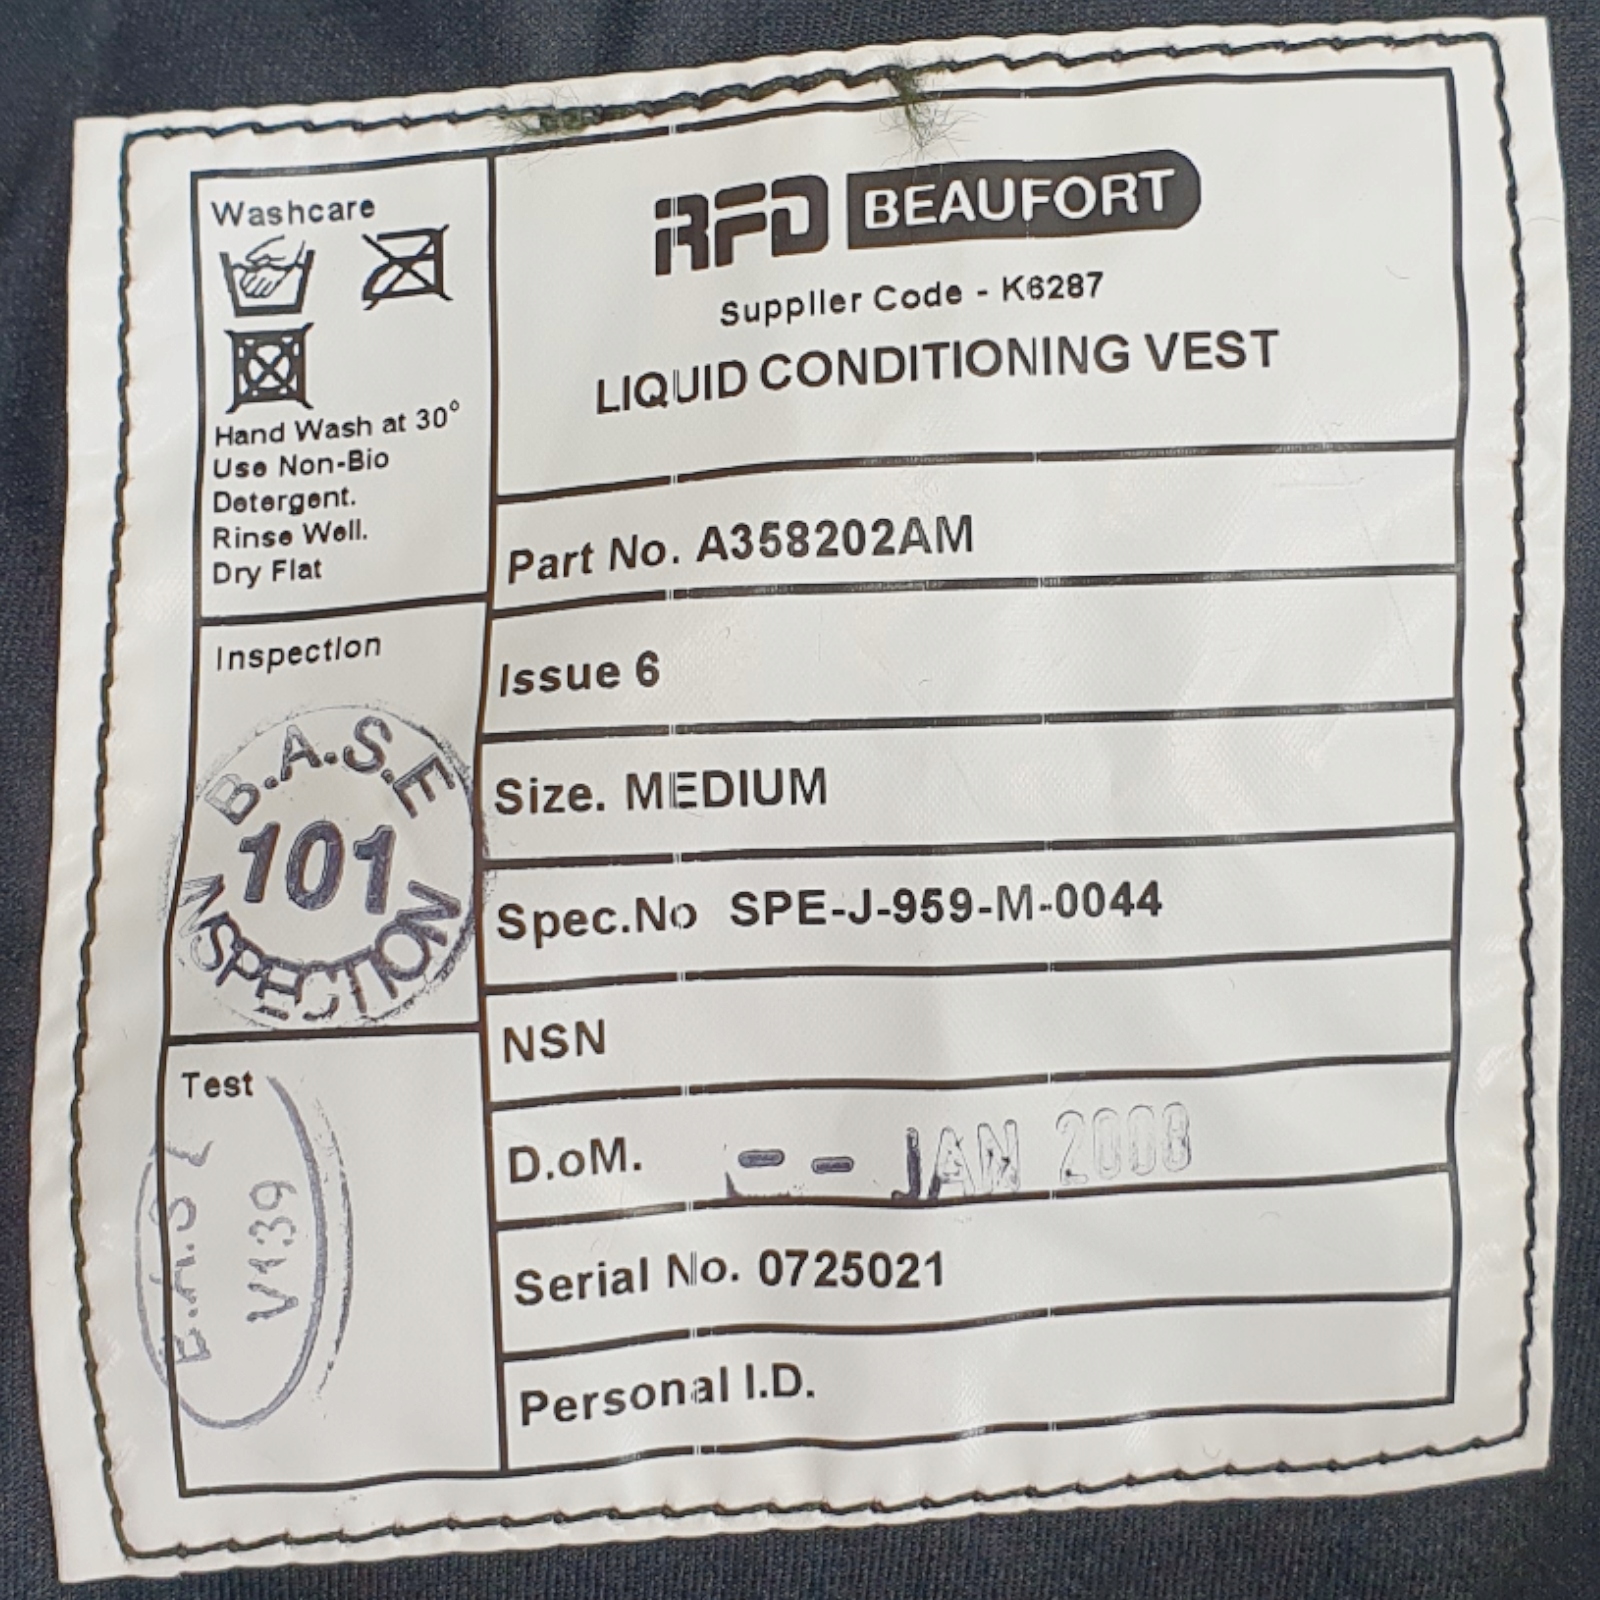 Washcare
Hand Wash at 30°
Use Non-Bio
Detergent.
Rinse Well.
Dry Flat
Inspection
B.A.S.E
101
INSPECTION
Test
V139
RFD BEAUFORT
Supplier Code - K6287
LIQUID CONDITIONING VEST
Part No. A358202AM
Issue 6
Size. MEDIUM
Spec.No SPE-J-959-M-0044
NSN
D.oM. - - JAN 2008
Serial No. 0725021
Personal I.D.